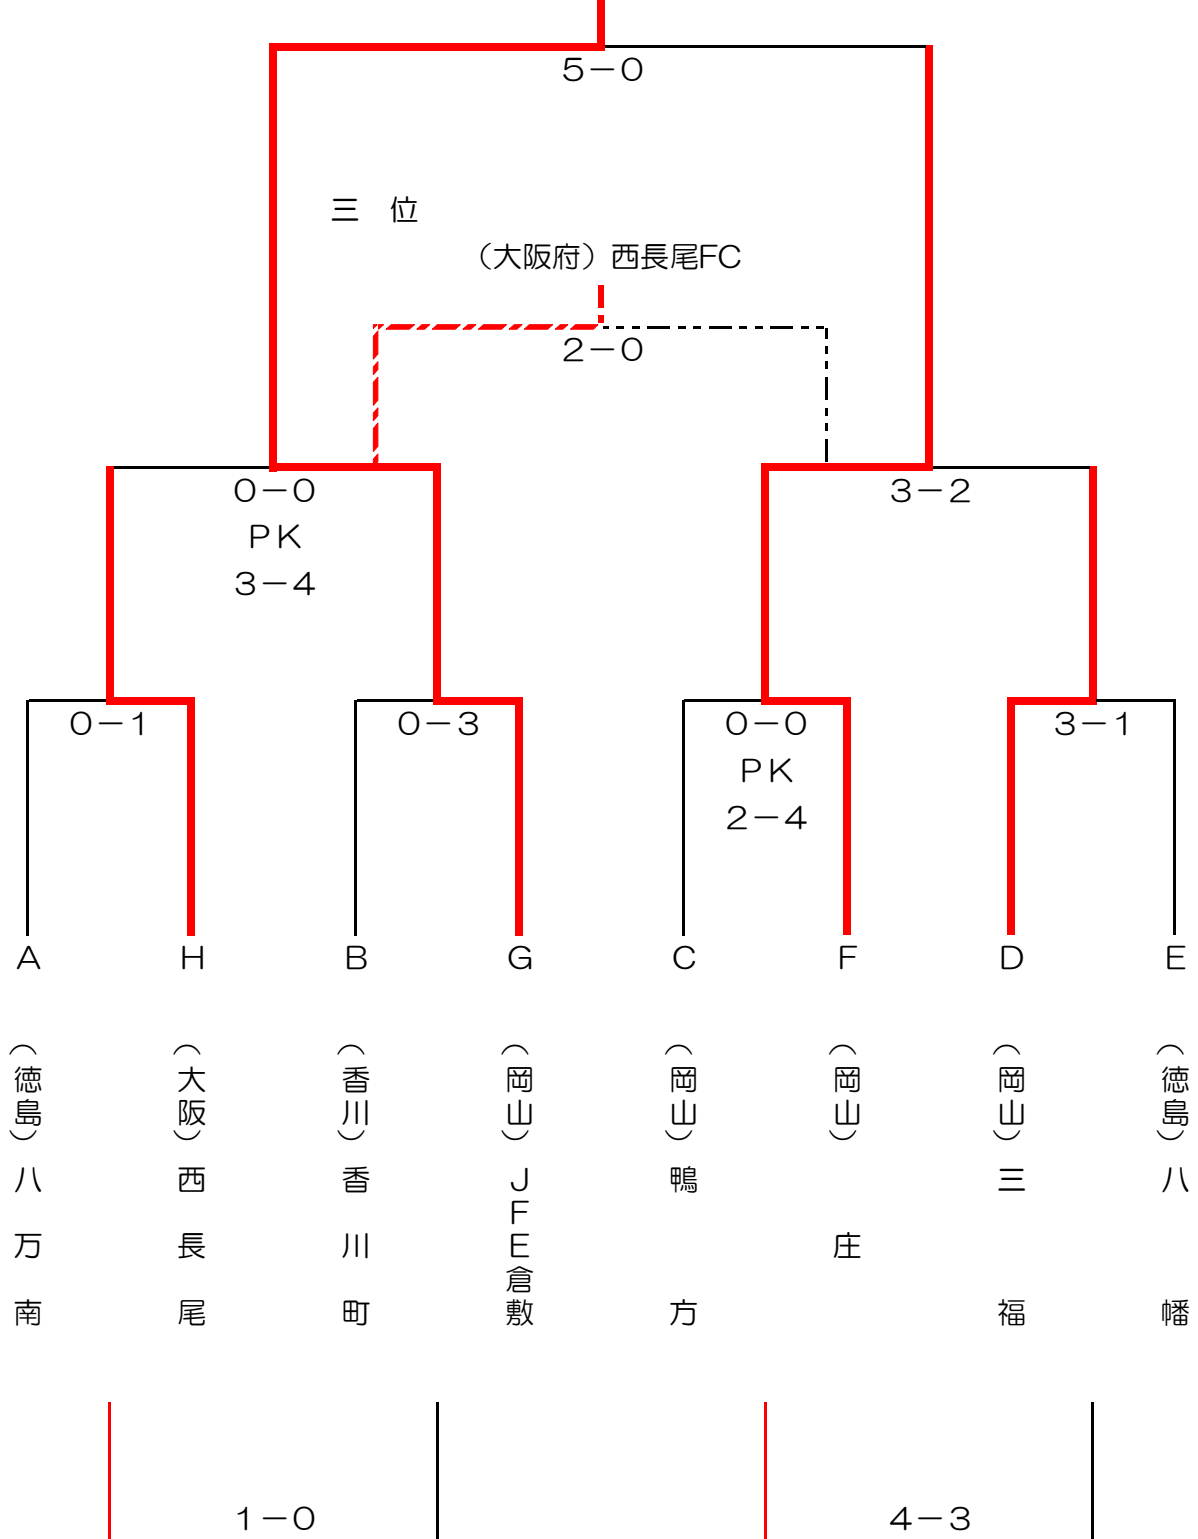 5－0
三　位
（大阪府）西長尾FC
2－0
0－0
PK
3－4
3－2
0－1
0－3
0－0
PK
2－4
3－1
A
H
B
G
C
F
D
E
（徳島）八万南
（大阪）西長尾
（香川）香川町
（岡山）JFE倉敷
（岡山）鴨方
（岡山）庄
（岡山）三福
（徳島）八幡
1－0
4－3